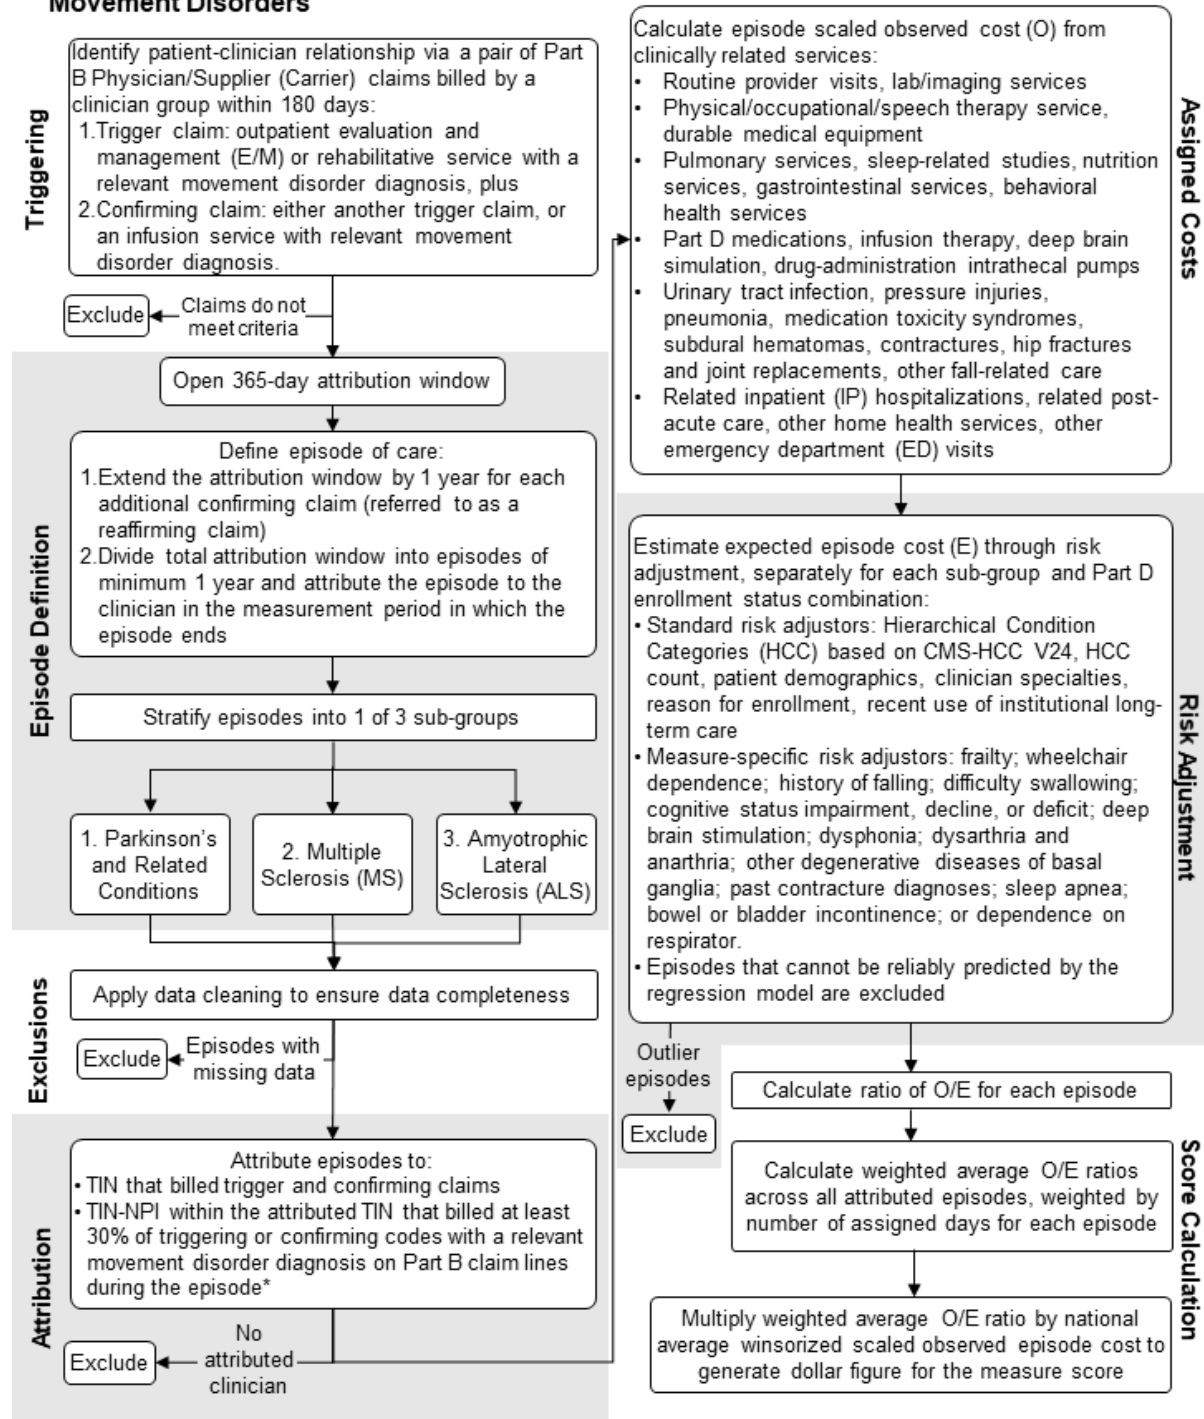 Movement Disorders
Triggering
Identify patient-clinician relationship via a pair of Part
B Physician/Supplier (Carrier) claims billed by a
clinician group within 180 days:
1.Trigger claim: outpatient evaluation and
management (E/M) or rehabilitative service with a
relevant movement disorder diagnosis, plus
2.Confirming claim: either another trigger claim, or
an infusion service with relevant movement
disorder diagnosis.
Exclude
Claims do not
meet criteria
Episode Definition
Open 365-day attribution window
Define episode of care:
1.Extend the attribution window by 1 year for each
additional confirming claim (referred to as a
reaffirming claim)
2.Divide total attribution window into episodes of
minimum 1 year and attribute the episode to the
clinician in the measurement period in which the
episode ends
Stratify episodes into 1 of 3 sub-groups
1. Parkinson's
and Related
Conditions
2. Multiple
Sclerosis (MS)
3. Amyotrophic
Lateral
Sclerosis (ALS)
Exclusions
Apply data cleaning to ensure data completeness
Exclude
Episodes with
missing data
Attribution
Attribute episodes to:
• TIN that billed trigger and confirming claims
• TIN-NPI within the attributed TIN that billed at least
30% of triggering or confirming codes with a relevant
movement disorder diagnosis on Part B claim lines
during the episode*
Exclude
No
attributed
clinician
Assigned Costs
Calculate episode scaled observed cost (O) from
clinically related services:
• Routine provider visits, lab/imaging services
• Physical/occupational/speech therapy service,
durable medical equipment
• Pulmonary services, sleep-related studies, nutrition
services, gastrointestinal services, behavioral
health services
• Part D medications, infusion therapy, deep brain
simulation, drug-administration intrathecal pumps
• Urinary tract infection, pressure injuries,
pneumonia, medication toxicity syndromes,
subdural hematomas, contractures, hip fractures
and joint replacements, other fall-related care
• Related inpatient (IP) hospitalizations, related post-
acute care, other home health services, other
emergency department (ED) visits
Risk Adjustment
Estimate expected episode cost (E) through risk
adjustment, separately for each sub-group and Part D
enrollment status combination:
• Standard risk adjustors: Hierarchical Condition
Categories (HCC) based on CMS-HCC V24, HCC
count, patient demographics, clinician specialties,
reason for enrollment, recent use of institutional long-
term care
• Measure-specific risk adjustors: frailty; wheelchair
dependence; history of falling; difficulty swallowing;
cognitive status impairment, decline, or deficit; deep
brain stimulation; dysphonia; dysarthria and
anarthria; other degenerative diseases of basal
ganglia; past contracture diagnoses; sleep apnea;
bowel or bladder incontinence; or dependence on
respirator.
• Episodes that cannot be reliably predicted by the
regression model are excluded
Outlier
episodes
Exclude
Score Calculation
Calculate ratio of O/E for each episode
Calculate weighted average O/E ratios
across all attributed episodes, weighted by
number of assigned days for each episode
Multiply weighted average O/E ratio by national
average winsorized scaled observed episode cost to
generate dollar figure for the measure score